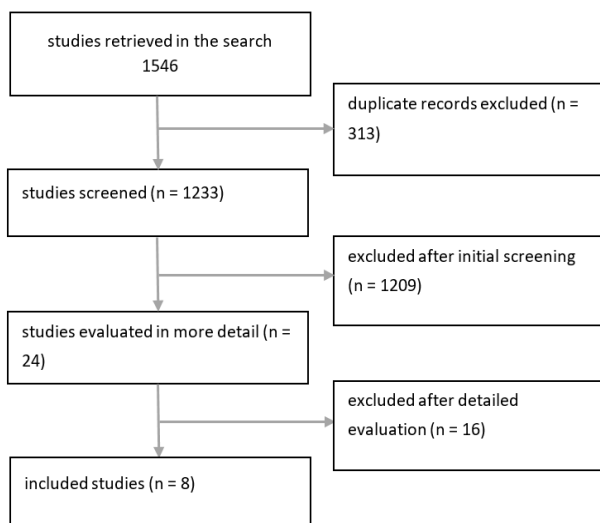 studies retrieved in the search
1546
duplicate records excluded (n =
313)
studies screened (n = 1233)
excluded after initial screening
(n = 1209)
studies evaluated in more detail (n =
24)
excluded after detailed
evaluation (n = 16)
included studies (n = 8)